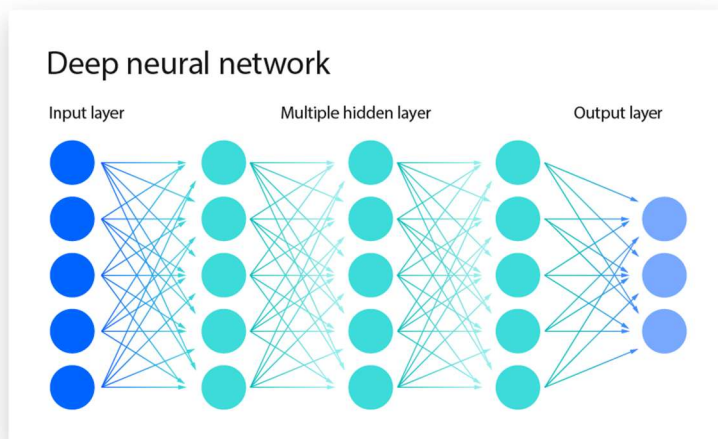 Deep neural network
Input layer
Multiple hidden layer
Output layer